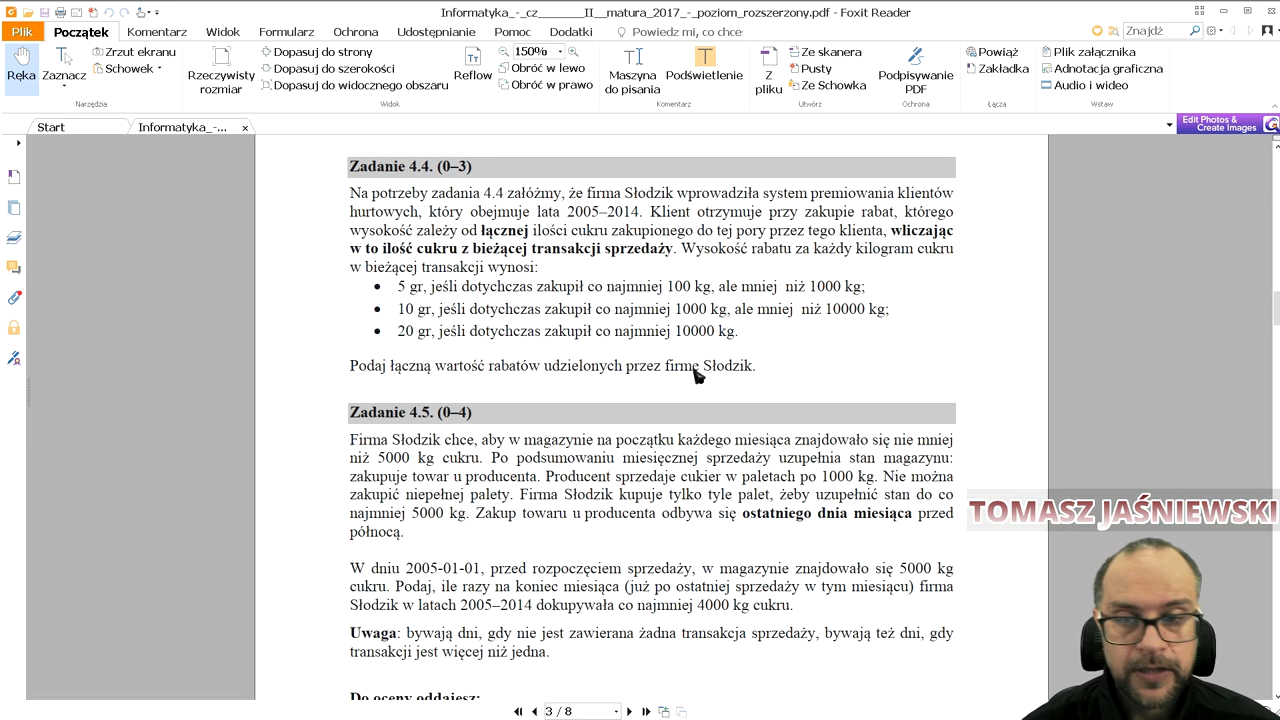 Informatyka_-_cz_______II__matura_2017_-_poziom_rozszerzony.pdf - Foxit Reader
Plik Początek Komentarz Widok Formularz Ochrona Udostępnianie Pomoc Dodatki Powiedz mi, co chce: Znajdź
Ręka
Zaznacz
Zrzut ekranu
Schowek
Narzędzia
Rzeczywisty rozmiar
Dopasuj do strony
Dopasuj do szerokości
Dopasuj do widocznego obszaru
Reflow
150%
Obróć w lewo
Obróć w prawo
Widok
Maszyna do pisania
Podświetlenie
Komentarz
Z pliku
Ze skanera
Pusty
Ze Schowka
Utwórz
Podpisywanie PDF
Ochrona
Powiąż
Zakładka
Łącza
Plik załącznika
Adnotacja graficzna
Audio i wideo
Wstaw
Start
Informatyka_-...
Edit Photos &
Create Images
Zadanie 4.4. (0–3)
Na potrzeby zadania 4.4 załóżmy, że firma Słodzik wprowadziła system premiowania klientów
hurtowych, który obejmuje lata 2005–2014. Klient otrzymuje przy zakupie rabat, którego
wysokość zależy od łącznej ilości cukru zakupionego do tej pory przez tego klienta, wliczając
w to ilość cukru z bieżącej transakcji sprzedaży. Wysokość rabatu za każdy kilogram cukru
w bieżącej transakcji wynosi:
• 5 gr, jeśli dotychczas zakupił co najmniej 100 kg, ale mniej niż 1000 kg;
• 10 gr, jeśli dotychczas zakupił co najmniej 1000 kg, ale mniej niż 10000 kg;
• 20 gr, jeśli dotychczas zakupił co najmniej 10000 kg.
Podaj łączną wartość rabatów udzielonych przez firmę Słodzik.
Zadanie 4.5. (0–4)
Firma Słodzik chce, aby w magazynie na początku każdego miesiąca znajdowało się nie mniej
niż 5000 kg cukru. Po podsumowaniu miesięcznej sprzedaży uzupełnia stan magazynu:
zakupuje towar u producenta. Producent sprzedaje cukier w paletach po 1000 kg. Nie można
zakupić niepełnej palety. Firma Słodzik kupuje tylko tyle palet, żeby uzupełnić stan do co
najmniej 5000 kg. Zakup towaru u producenta odbywa się ostatniego dnia miesiąca przed
północą.
W dniu 2005-01-01, przed rozpoczęciem sprzedaży, w magazynie znajdowało się 5000 kg
cukru. Podaj, ile razy na koniec miesiąca (już po ostatniej sprzedaży w tym miesiącu) firma
Słodzik w latach 2005–2014 dokupywała co najmniej 4000 kg cukru.
Uwaga: bywają dni, gdy nie jest zawierana żadna transakcja sprzedaży, bywają też dni, gdy
transakcji jest więcej niż jedna.
Do oceny oddajesz:
TOMASZ JAŚNIEWSKI
3 / 8